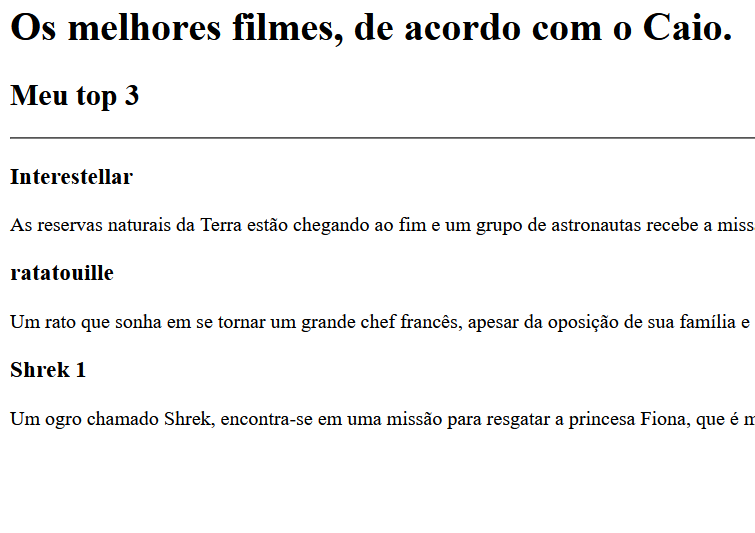 Os melhores filmes, de acordo com o Caio.
Meu top 3
Interestellar
As reservas naturais da Terra estão chegando ao fim e um grupo de astronautas recebe a miss
ratatouille
Um rato que sonha em se tornar um grande chef francês, apesar da oposição de sua família e
Shrek 1
Um ogro chamado Shrek, encontra-se em uma missão para resgatar a princesa Fiona, que é